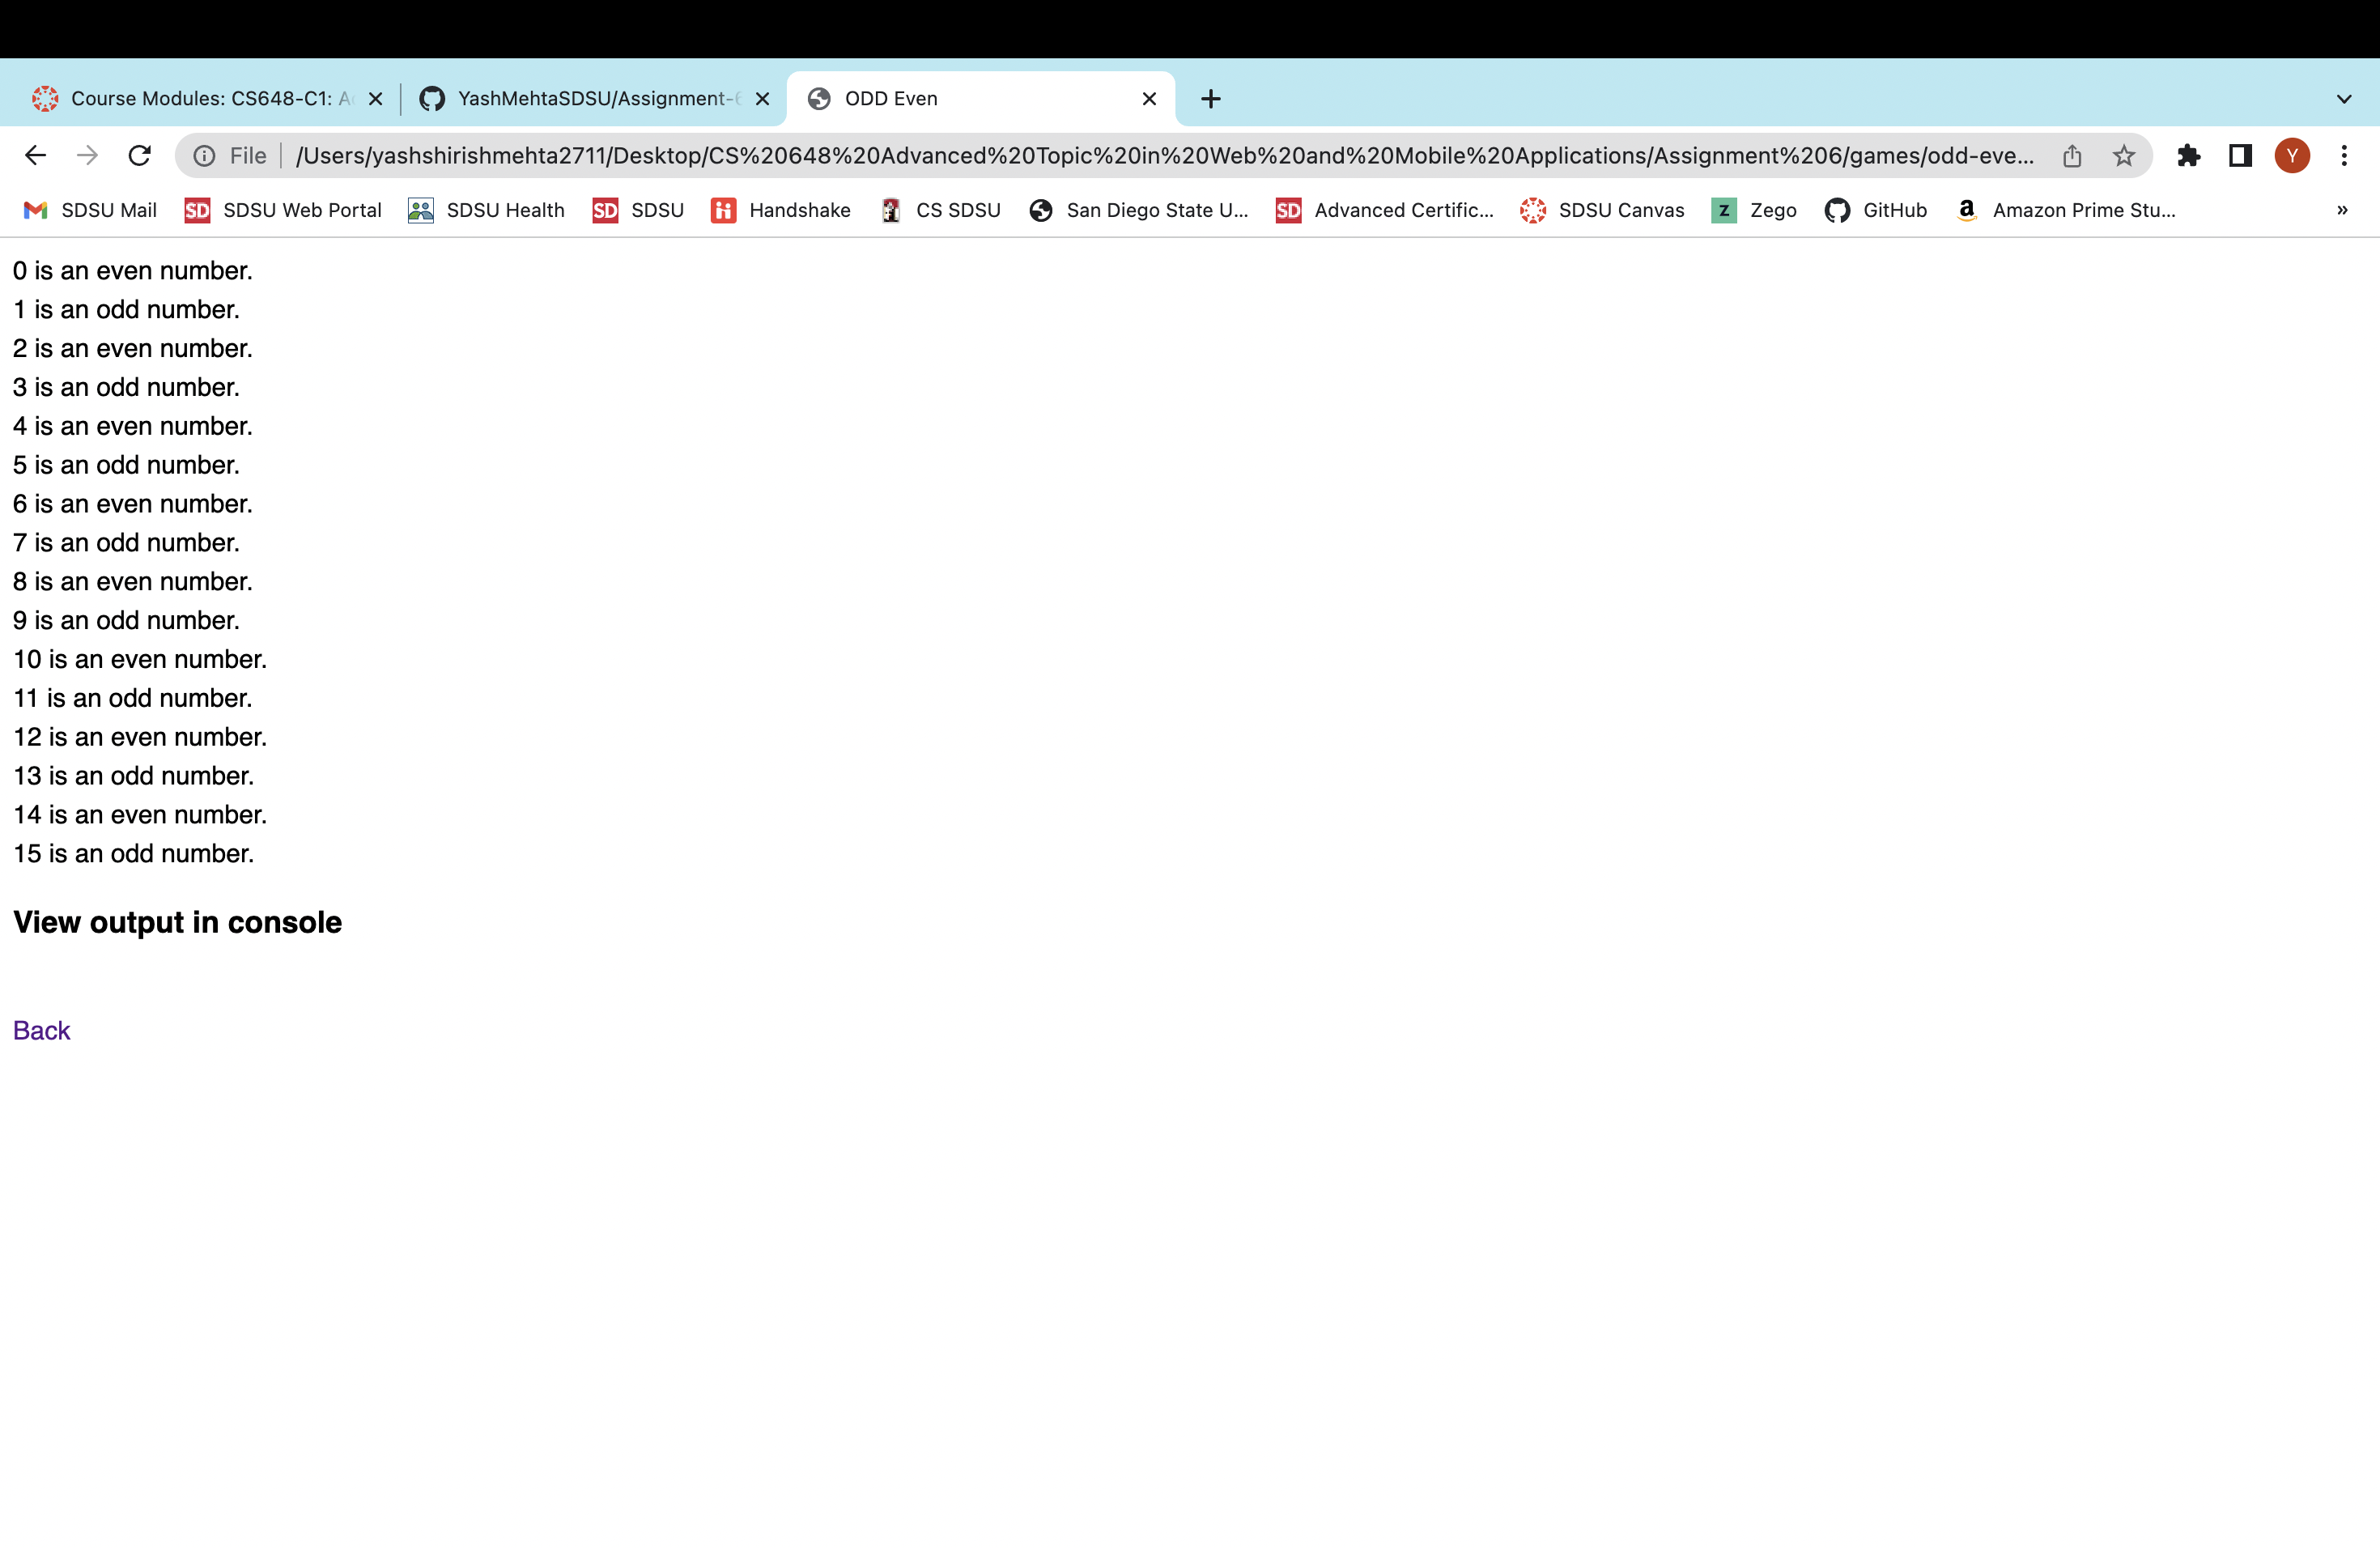 Course Modules: CS648-C1: A
YashMehtaSDSU/Assignment-6
ODD Even
File
/Users/yashshirishmehta2711/Desktop/CS%20648%20Advanced%20Topic%20in%20Web%20and%20Mobile%20Applications/Assignment%206/games/odd-eve...
Y
SDSU Mail
SD SDSU Web Portal
SDSU Health
SD SDSU
Handshake
CS SDSU
San Diego State U...
SD Advanced Certific...
SDSU Canvas
Z Zego
GitHub
a Amazon Prime Stu...
»
0 is an even number.
1 is an odd number.
2 is an even number.
3 is an odd number.
4 is an even number.
5 is an odd number.
6 is an even number.
7 is an odd number.
8 is an even number.
9 is an odd number.
10 is an even number.
11 is an odd number.
12 is an even number.
13 is an odd number.
14 is an even number.
15 is an odd number.
View output in console
Back